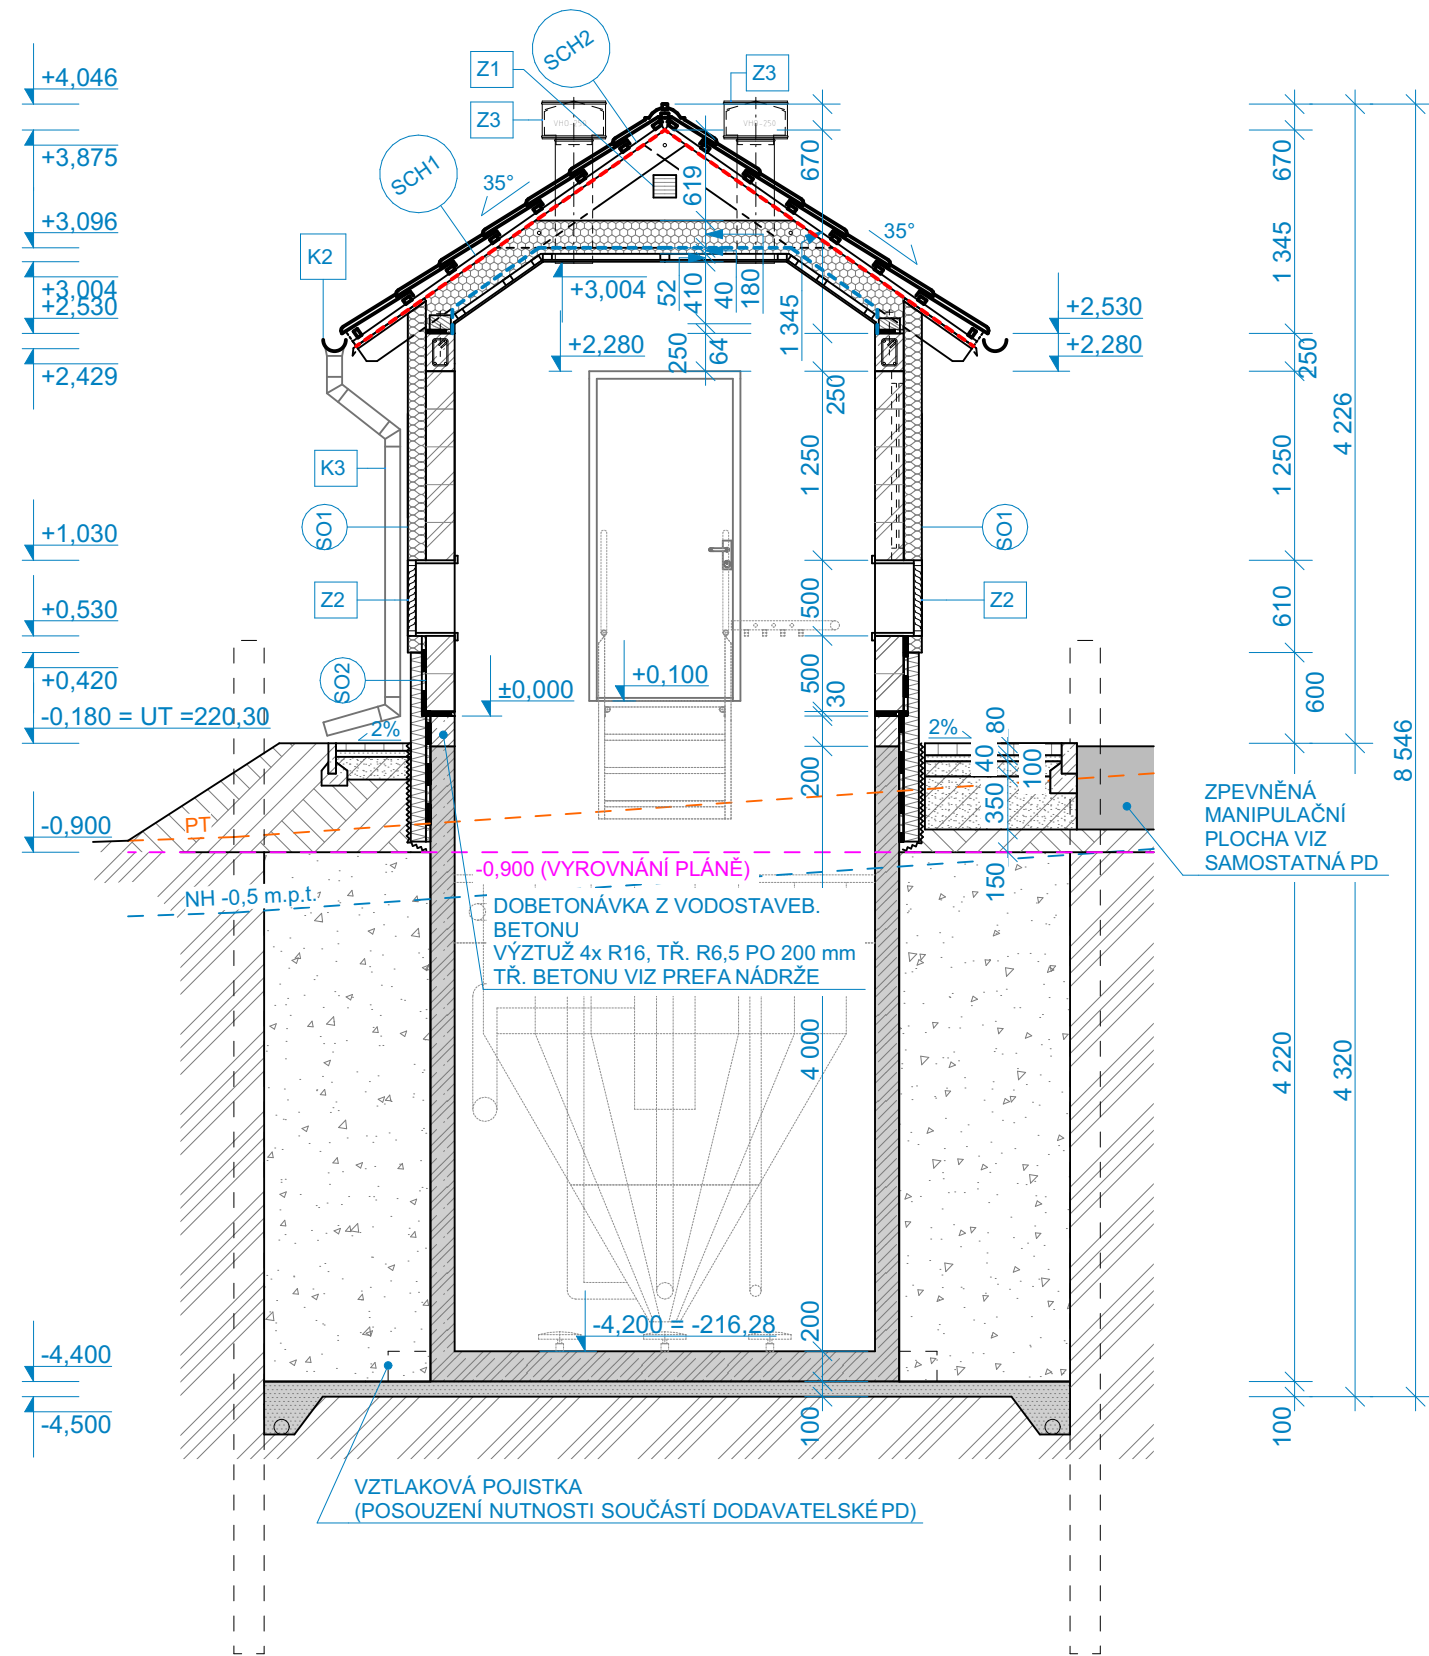 SCH2
Z1
Z3
+4,046
Z3
VHO-250
+3,875
670
670
SCH1
35°
619
+3,096
35°
1 345
K2
+3,004
+3,004
52
410
40
180
+2,530
1 345
+2,530
+2,280
250
64
+2,280
250
+2,429
250
4 226
K3
1 250
1 250
SO1
SO1
+1,030
Z2
500
Z2
610
+0,530
SO2
+0,100
500
600
+0,420
±0,000
30
-0,180 = UT =220,30
2%
2%
80
40
100
200
8 546
350
ZPEVNĚNÁ
MANIPULAČNÍ
PLOCHA VIZ
SAMOSTATNÁ PD
PT
-0,900
-0,900 (VYROVNÁNÍ PLÁNĚ)
150
NH -0,5 m.p.t.
DOBETONÁVKA Z VODOSTAVEB.
BETONU
VÝZTUŽ 4x R16, TŘ. R6,5 PO 200 mm
TŘ. BETONU VIZ PREFA NÁDRŽE
4 000
4 220
4 320
-4,200 = -216,28
200
-4,400
-4,500
100
100
VZTLAKOVÁ POJISTKA
(POSOUZENÍ NUTNOSTI SOUČÁSTÍ DODAVATELSKÉ PD)